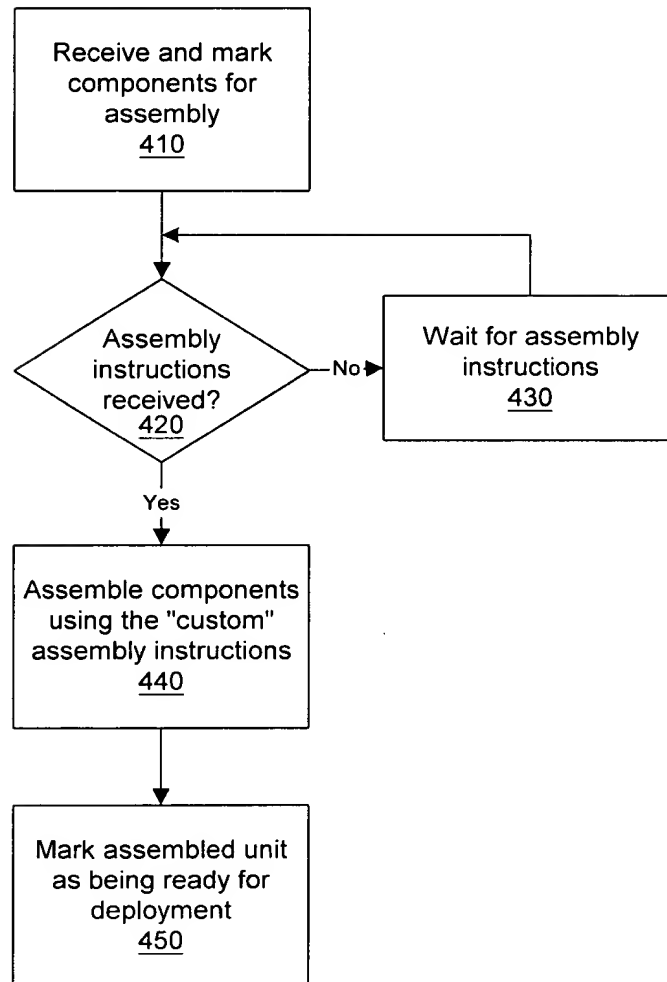 Receive and mark
components for
assembly
410
Assembly
instructions
received?
420
No
Wait for assembly
instructions
430
Yes
Assemble components
using the "custom"
assembly instructions
440
Mark assembled unit
as being ready for
deployment
450